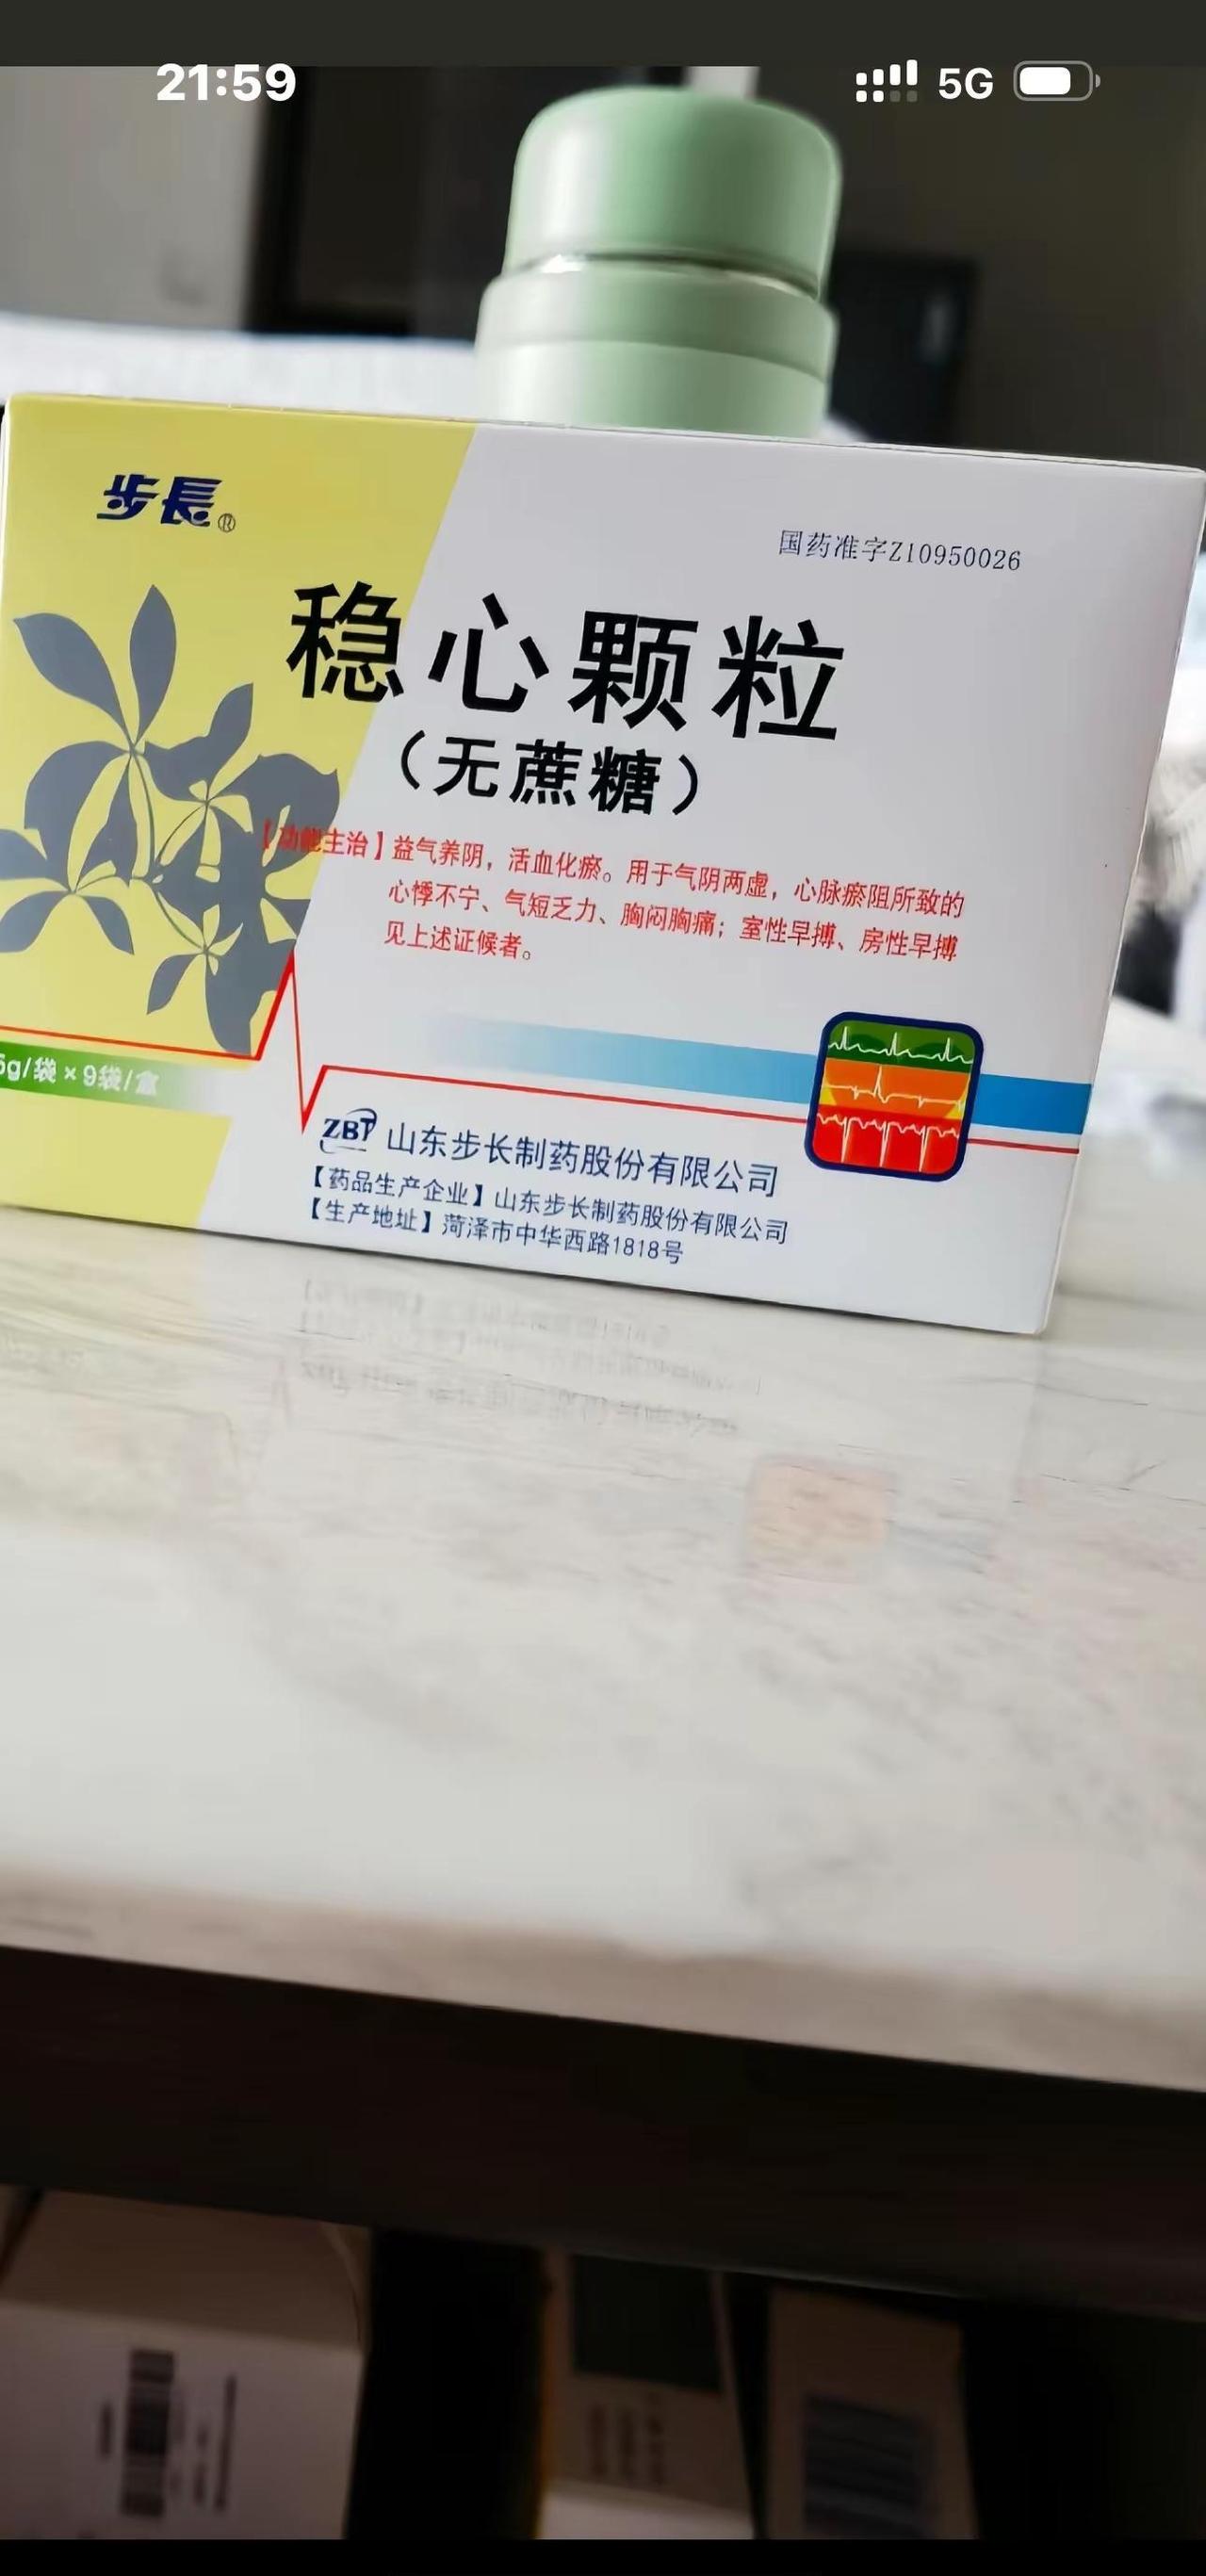 21:59
5G
步長®
国药准字Z10950026
稳心颗粒
（无蔗糖）
【功能主治】益气养阴，活血化瘀。用于气阴两虚，心脉瘀阻所致的
心悸不宁、气短乏力、胸闷胸痛；室性早搏、房性早搏
见上述证候者。
5g/袋×9袋/盒
ZBT 山东步长制药股份有限公司
【药品生产企业】山东步长制药股份有限公司
【生产地址】菏泽市中华西路1818号